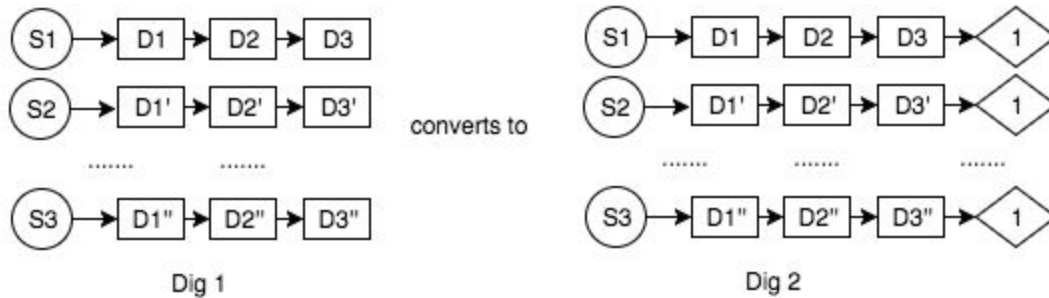 S1 D1 D2 D3 S1 D1 D2 D3 1
S2 D1' D2' D3' S2 D1' D2' D3' 1
converts to
....... ....... ....... ....... .......
S3 D1" D2" D3" S3 D1" D2" D3" 1
Dig 1 Dig 2